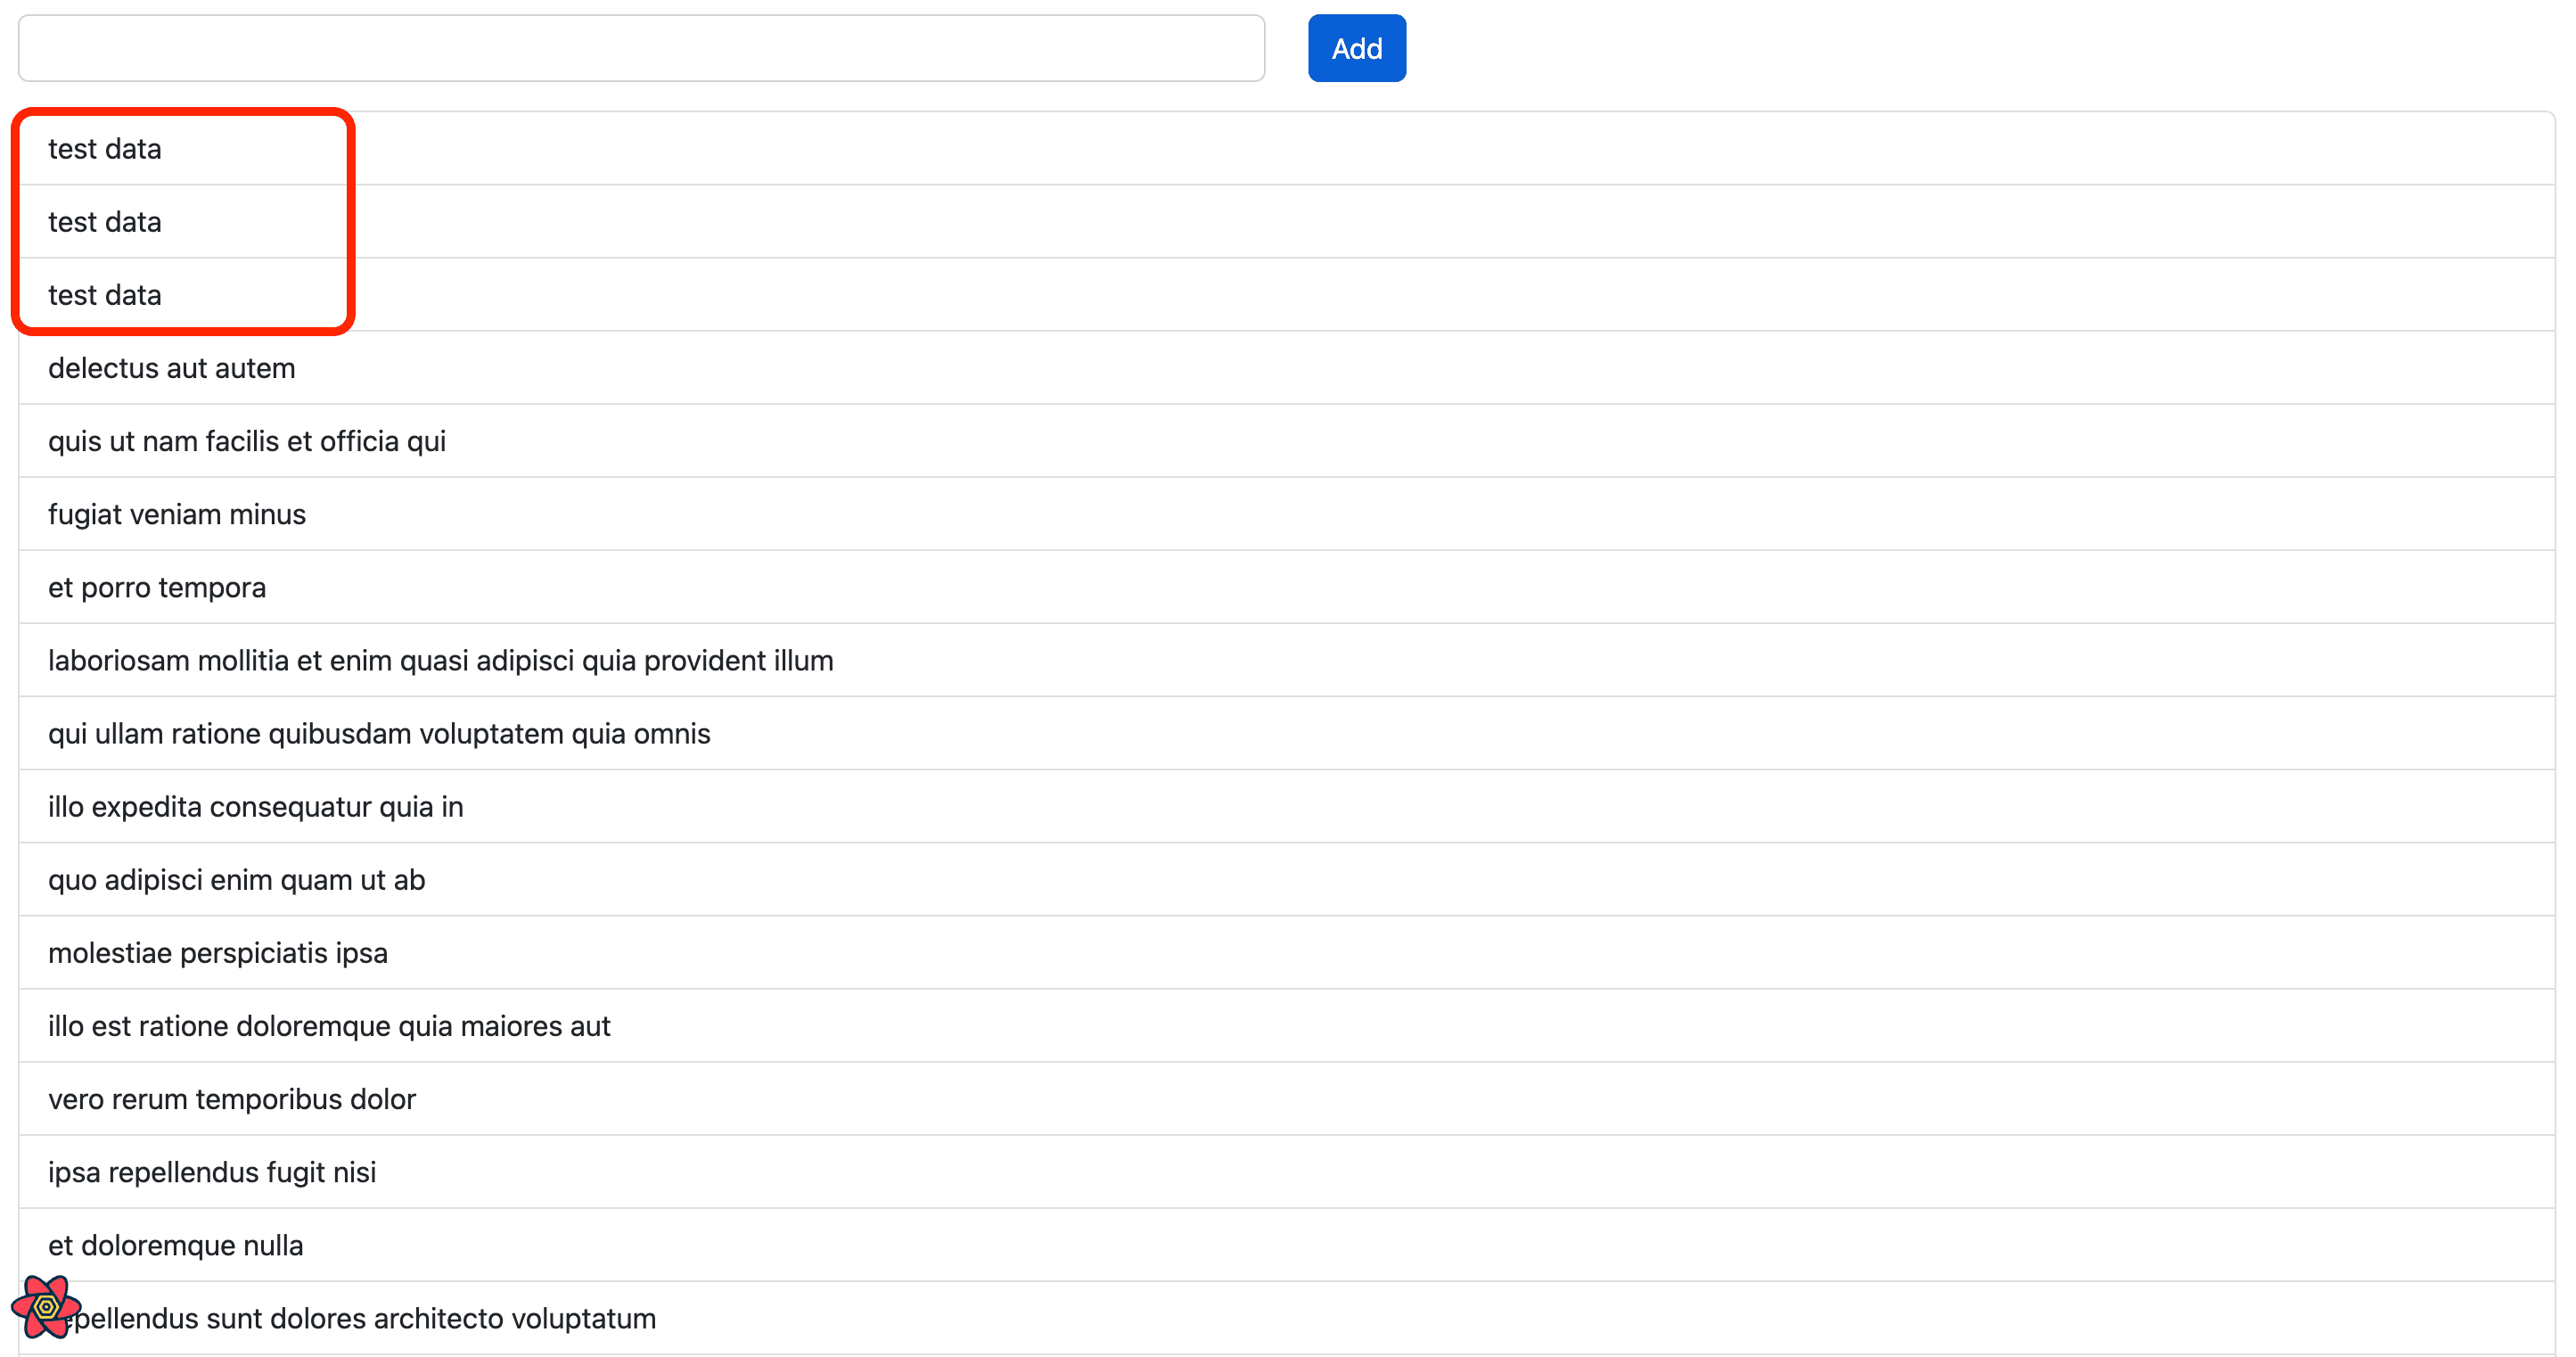 Add
test data
test data
test data
delectus aut autem
quis ut nam facilis et officia qui
fugiat veniam minus
et porro tempora
laboriosam mollitia et enim quasi adipisci quia provident illum
qui ullam ratione quibusdam voluptatem quia omnis
illo expedita consequatur quia in
quo adipisci enim quam ut ab
molestiae perspiciatis ipsa
illo est ratione doloremque quia maiores aut
vero rerum temporibus dolor
ipsa repellendus fugit nisi
et doloremque nulla
epellendus sunt dolores architecto voluptatum